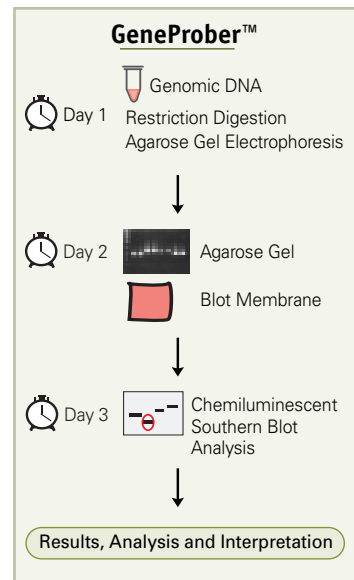 GeneProber™
Genomic DNA
Day 1
Restriction Digestion
Agarose Gel Electrophoresis
Day 2
Agarose Gel
Blot Membrane
Day 3
Chemiluminescent
Southern Blot
Analysis
Results, Analysis and Interpretation